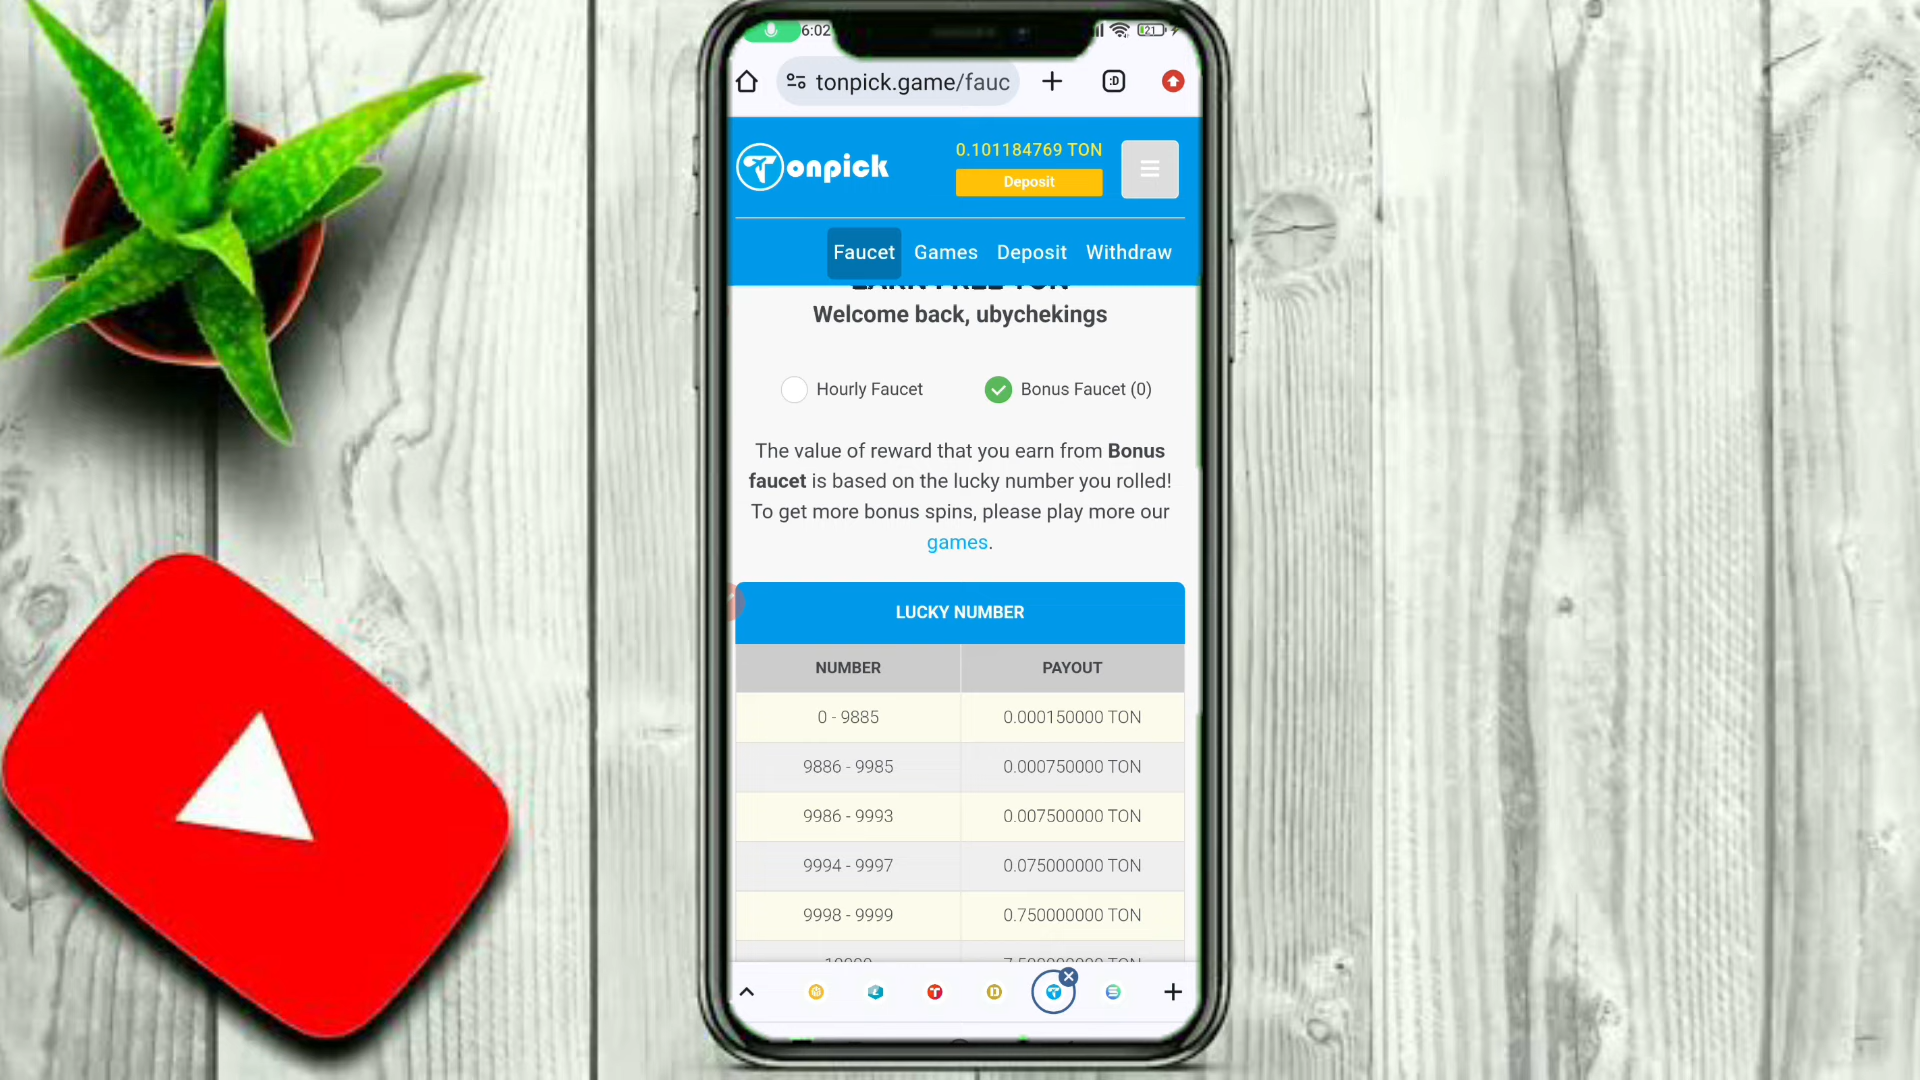 6:02
21
tonpick.game/fauc
:D
Tonpick
0.101184769 TON
Deposit
Faucet Games Deposit Withdraw
EARN FREE TON
Welcome back, ubychekings
Hourly Faucet
Bonus Faucet (0)
The value of reward that you earn from Bonus
faucet is based on the lucky number you rolled!
To get more bonus spins, please play more our
games.
LUCKY NUMBER
NUMBER PAYOUT
0 - 9885 0.000150000 TON
9886 - 9985 0.000750000 TON
9986 - 9993 0.007500000 TON
9994 - 9997 0.075000000 TON
9998 - 9999 0.750000000 TON
10000 7.500000000 TON